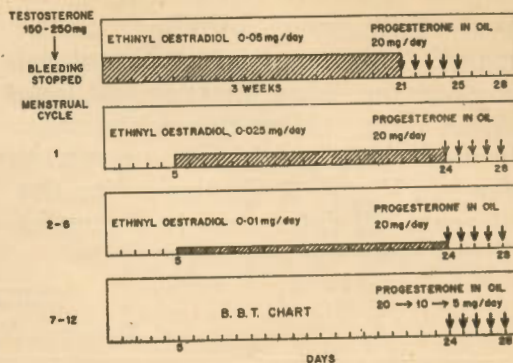 TESTOSTERONE
150-250mg
BLEEDING
STOPPED
ETHINYL OESTRADIOL 0·05 mg/day
PROGESTERONE IN OIL
20 mg/day
3 WEEKS
21 25 28
MENSTRUAL
CYCLE
1
ETHINYL OESTRADIOL 0·025 mg/day
PROGESTERONE IN OIL
20 mg/day
5 24 28
2-6
ETHINYL OESTRADIOL 0·01 mg/day
PROGESTERONE IN OIL
20 mg/day
5 24 28
7-12
B. B. T. CHART
PROGESTERONE IN OIL
20 → 10 → 5 mg/day
5 24 28
DAYS